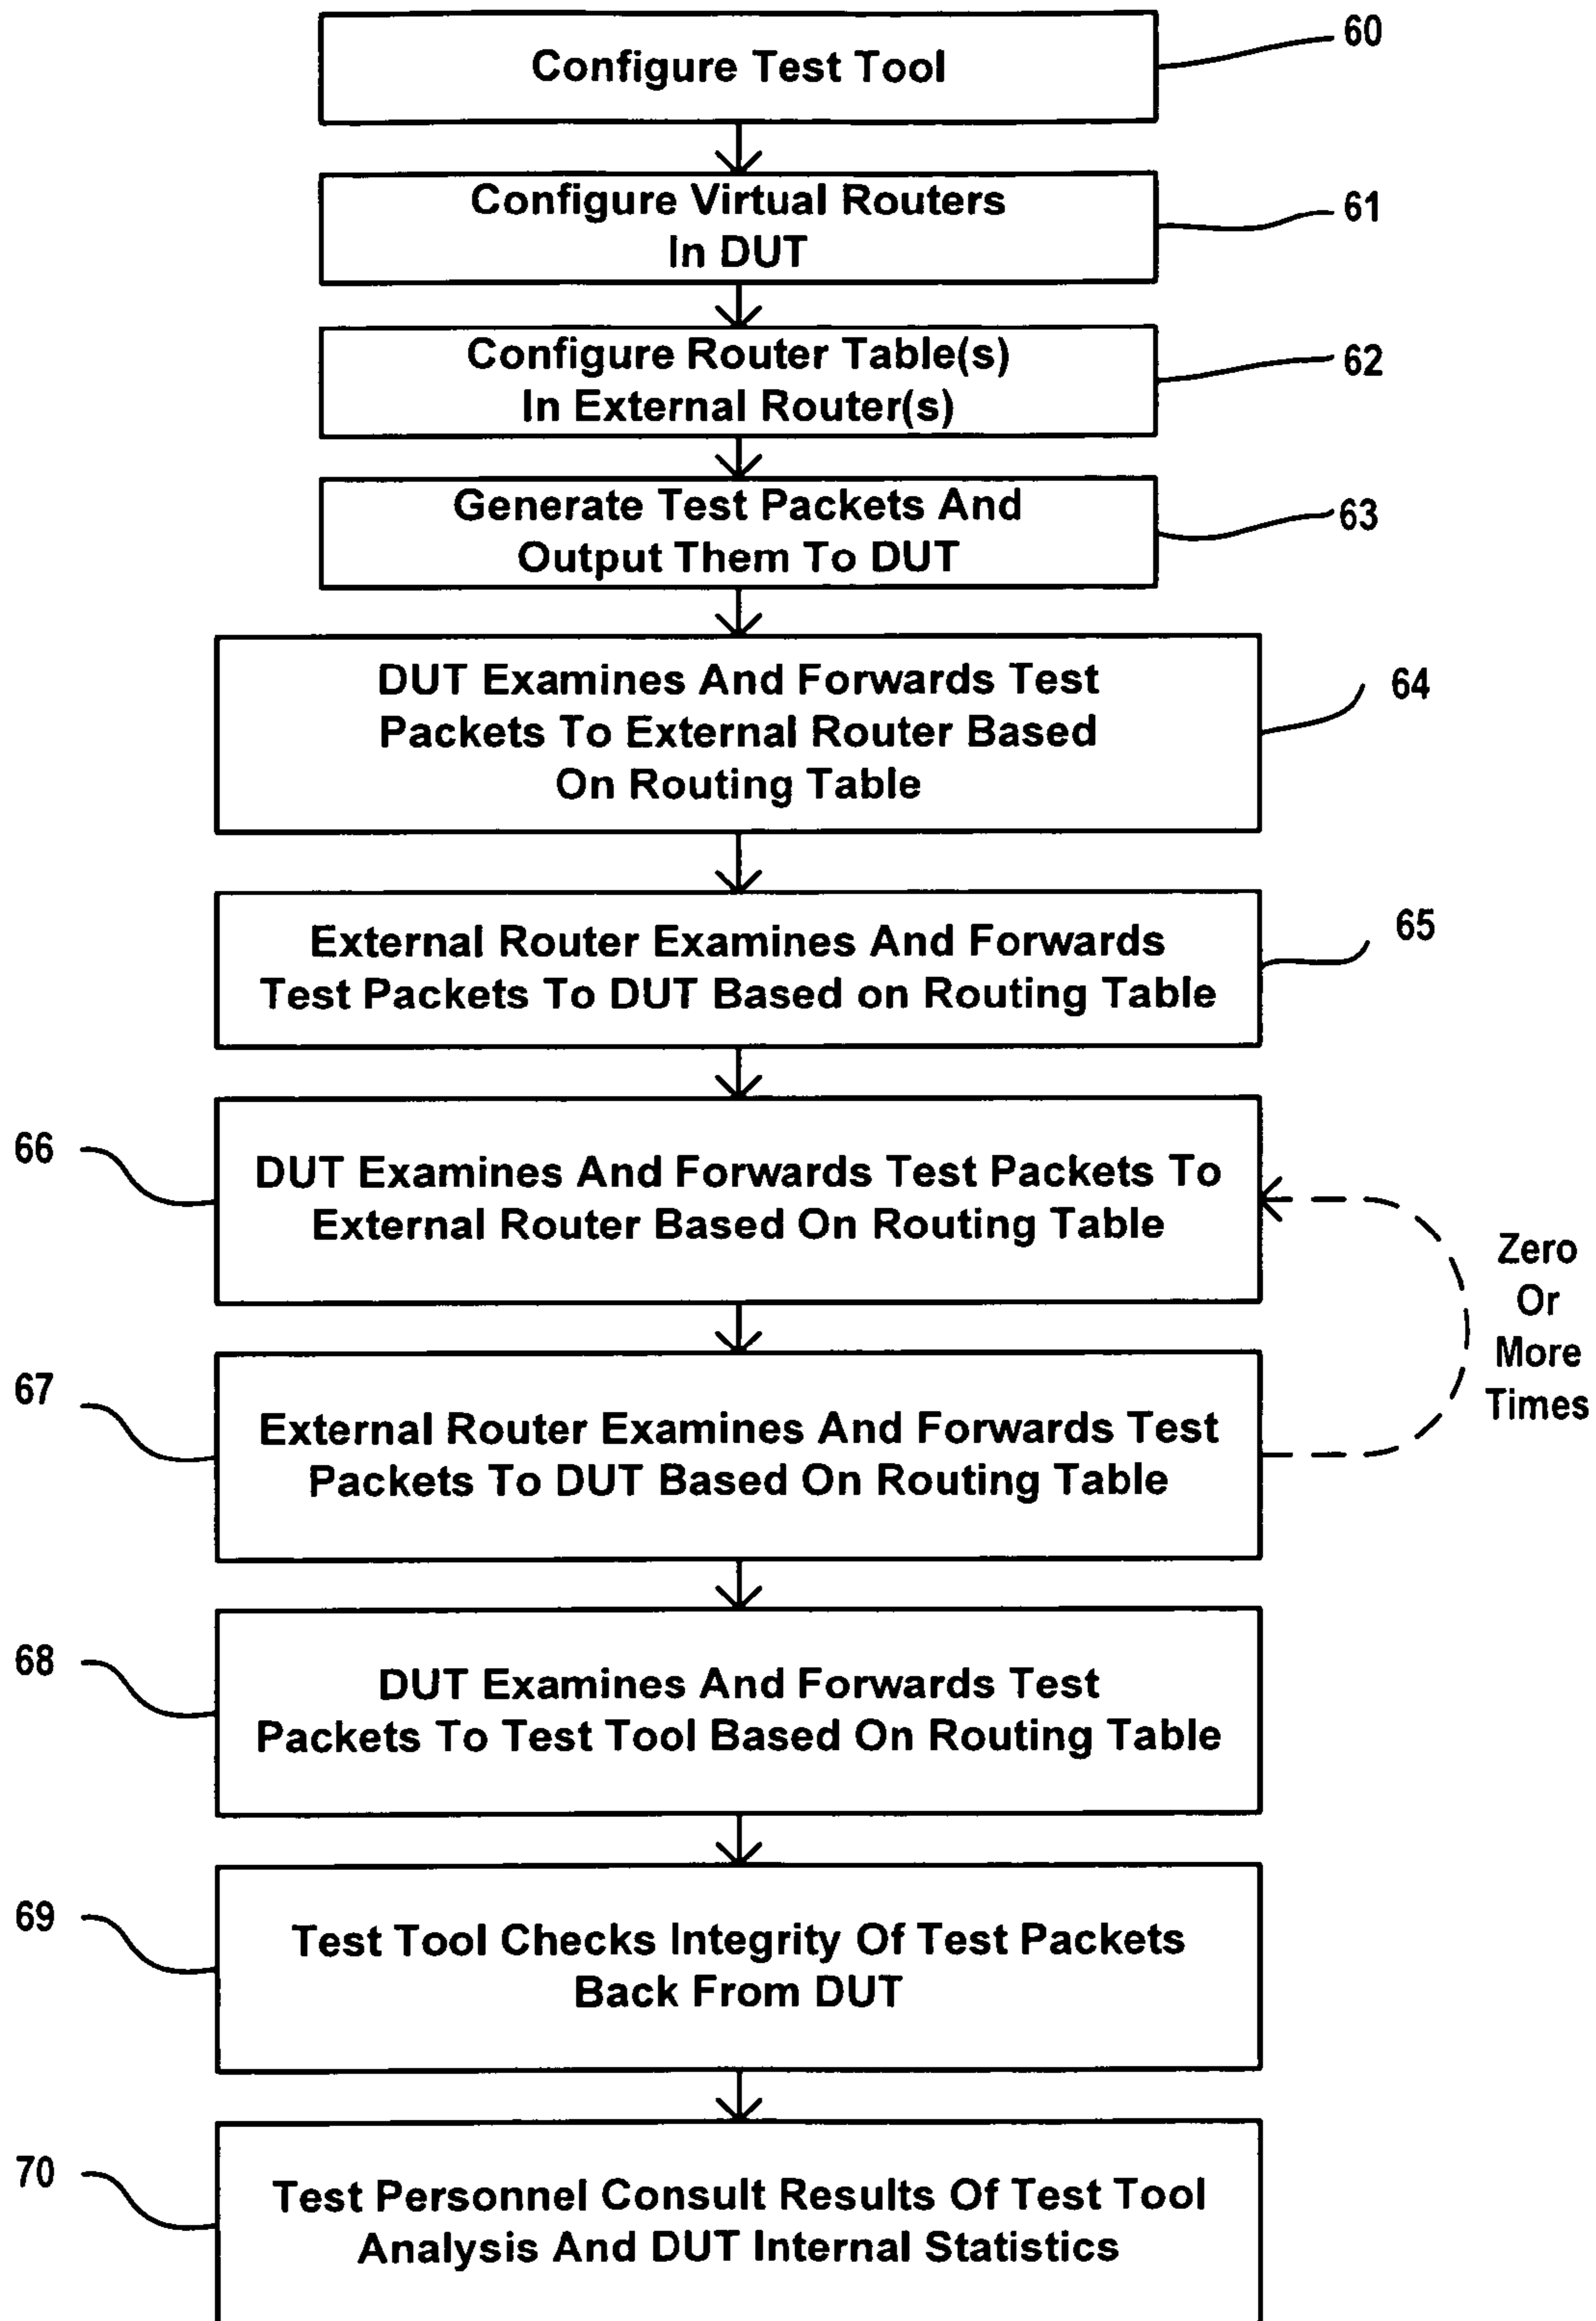 Configure Test Tool
60
Configure Virtual Routers
In DUT
61
Configure Router Table(s)
In External Router(s)
62
Generate Test Packets And
Output Them To DUT
63
DUT Examines And Forwards Test
Packets To External Router Based
On Routing Table
64
External Router Examines And Forwards
Test Packets To DUT Based on Routing Table
65
66
DUT Examines And Forwards Test Packets To
External Router Based On Routing Table
Zero
Or
More
Times
67
External Router Examines And Forwards Test
Packets To DUT Based On Routing Table
68
DUT Examines And Forwards Test
Packets To Test Tool Based On Routing Table
69
Test Tool Checks Integrity Of Test Packets
Back From DUT
70
Test Personnel Consult Results Of Test Tool
Analysis And DUT Internal Statistics